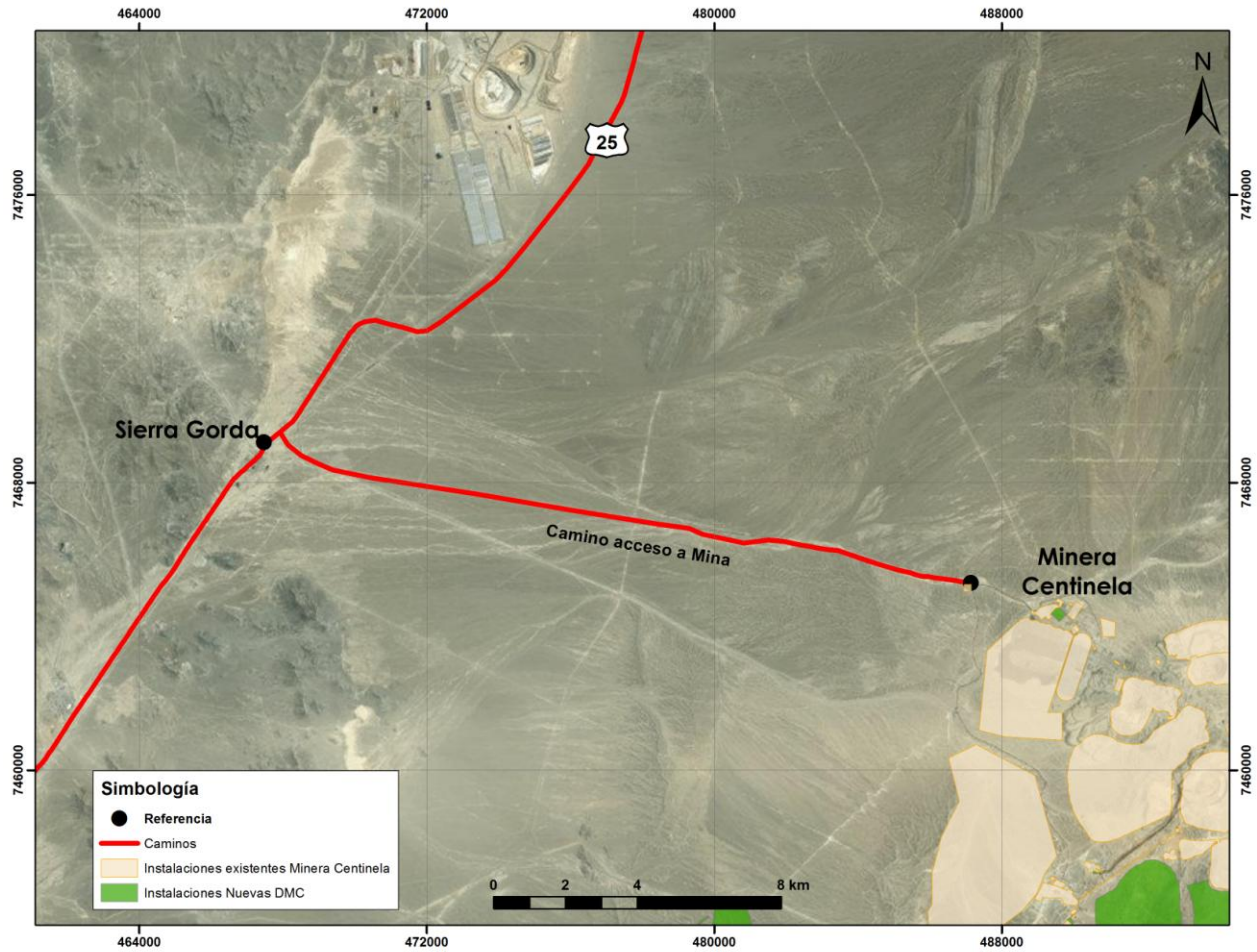 464000
472000
480000
488000
N
25
7476000
7476000
Sierra Gorda
7468000
7468000
Camino acceso a Mina
Minera
Centinela
7460000
7460000
Simbología
Referencia
Caminos
Instalaciones existentes Minera Centinela
Instalaciones Nuevas DMC
0 2 4 8 km
464000
472000
480000
488000